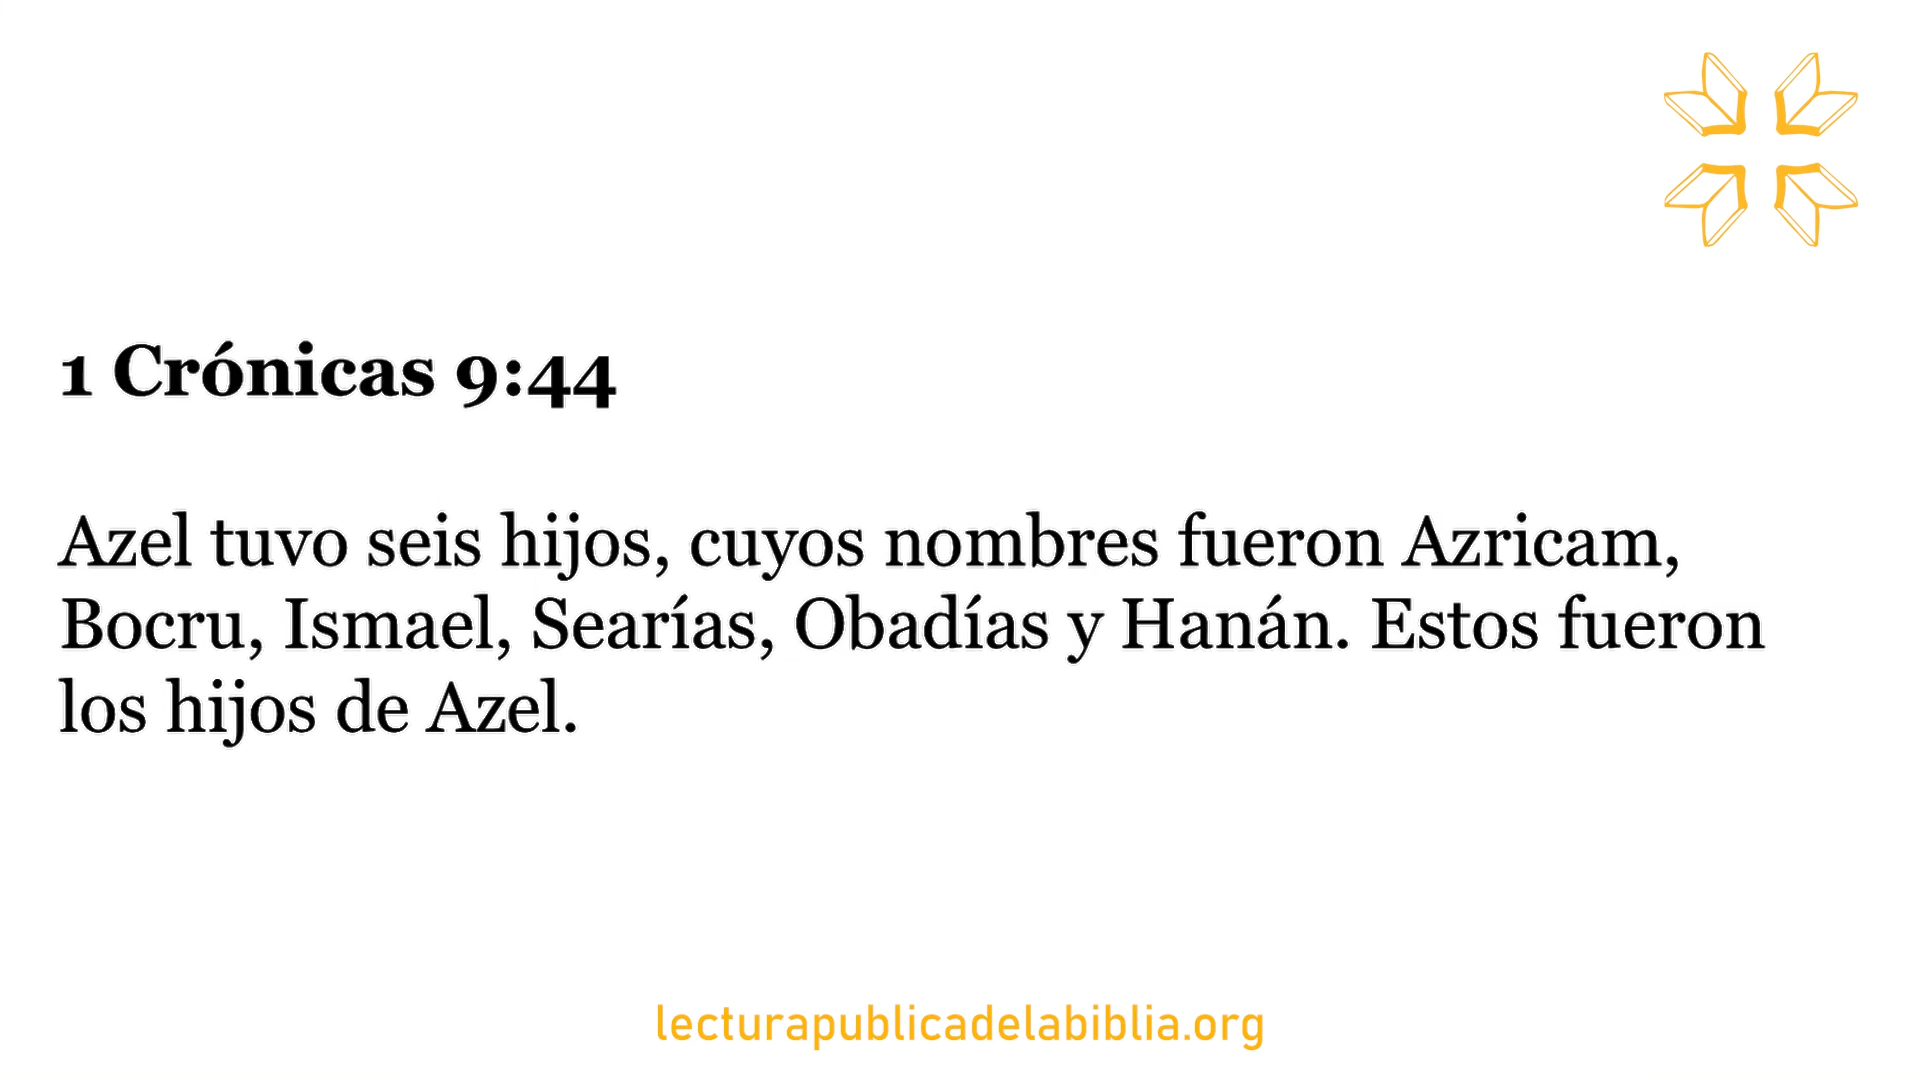 1 Crónicas 9:44
Azel tuvo seis hijos, cuyos nombres fueron Azricam,
Bocru, Ismael, Searías, Obadías y Hanán. Estos fueron
los hijos de Azel.
lecturapublicadelabiblia.org